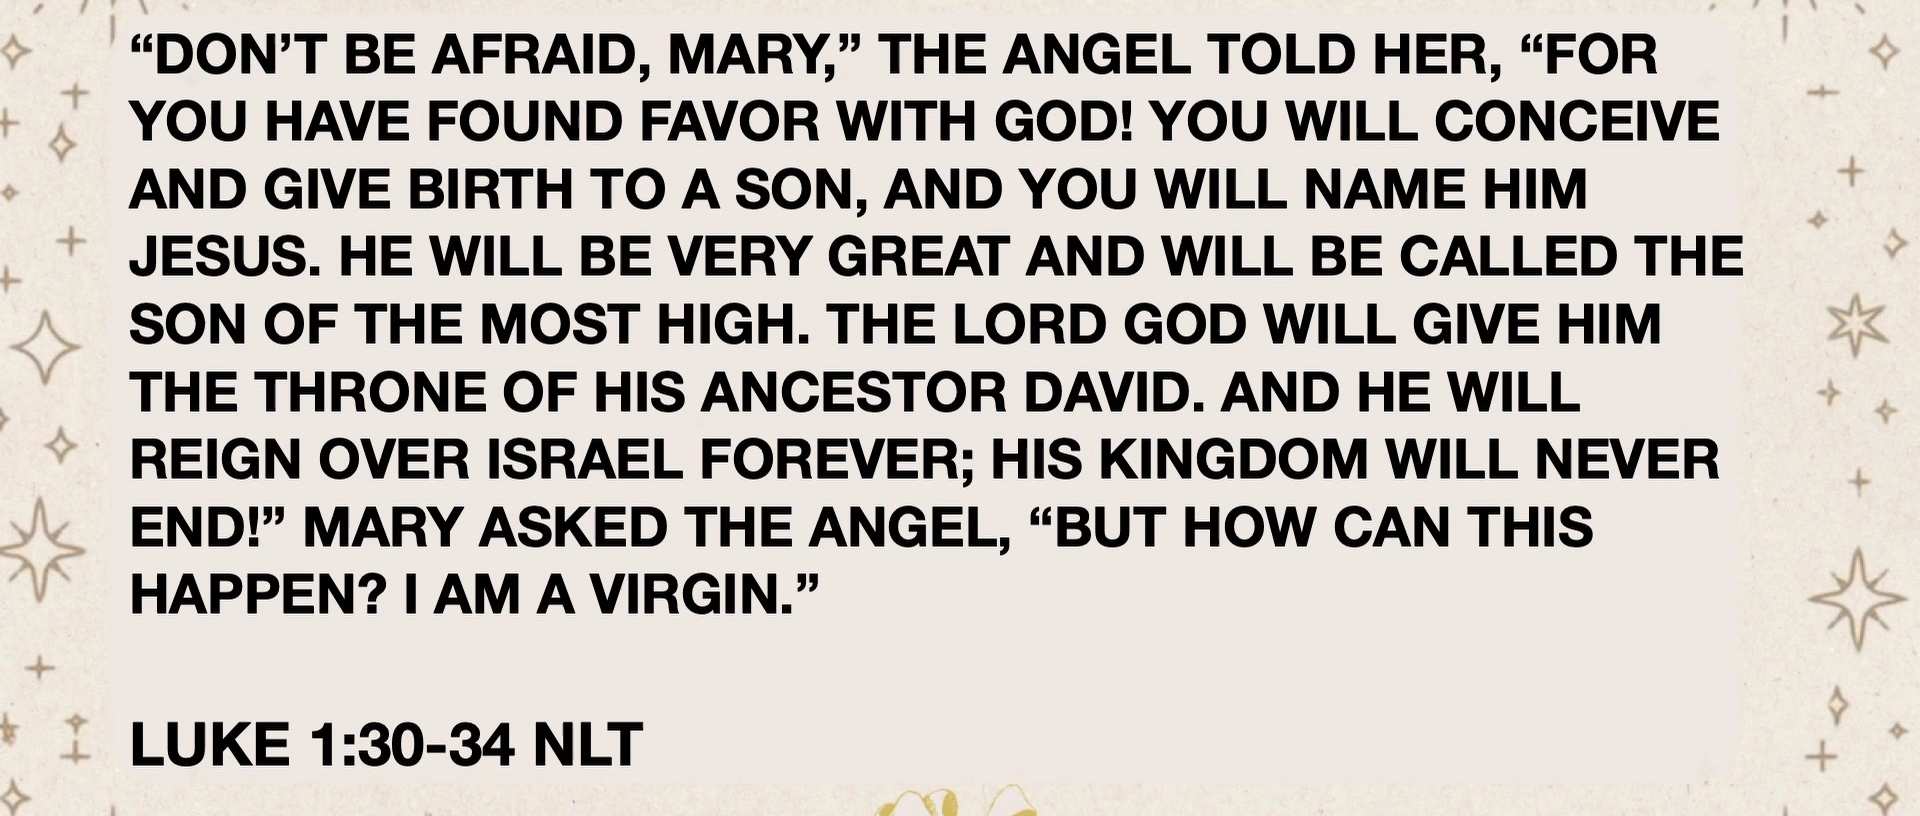 “DON’T BE AFRAID, MARY,” THE ANGEL TOLD HER, “FOR
YOU HAVE FOUND FAVOR WITH GOD! YOU WILL CONCEIVE
AND GIVE BIRTH TO A SON, AND YOU WILL NAME HIM
JESUS. HE WILL BE VERY GREAT AND WILL BE CALLED THE
SON OF THE MOST HIGH. THE LORD GOD WILL GIVE HIM
THE THRONE OF HIS ANCESTOR DAVID. AND HE WILL
REIGN OVER ISRAEL FOREVER; HIS KINGDOM WILL NEVER
END!” MARY ASKED THE ANGEL, “BUT HOW CAN THIS
HAPPEN? I AM A VIRGIN.”
LUKE 1:30-34 NLT